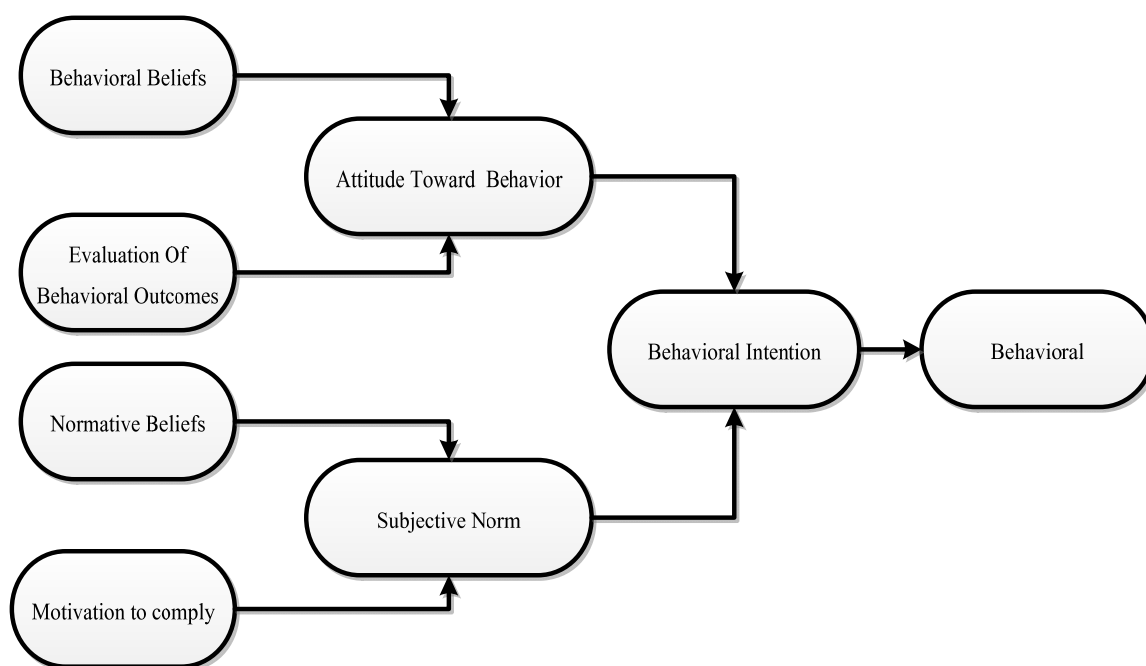 Behavioral Beliefs
Attitude Toward Behavior
Evaluation Of
Behavioral Outcomes
Behavioral Intention
Behavioral
Normative Beliefs
Subjective Norm
Motivation to comply